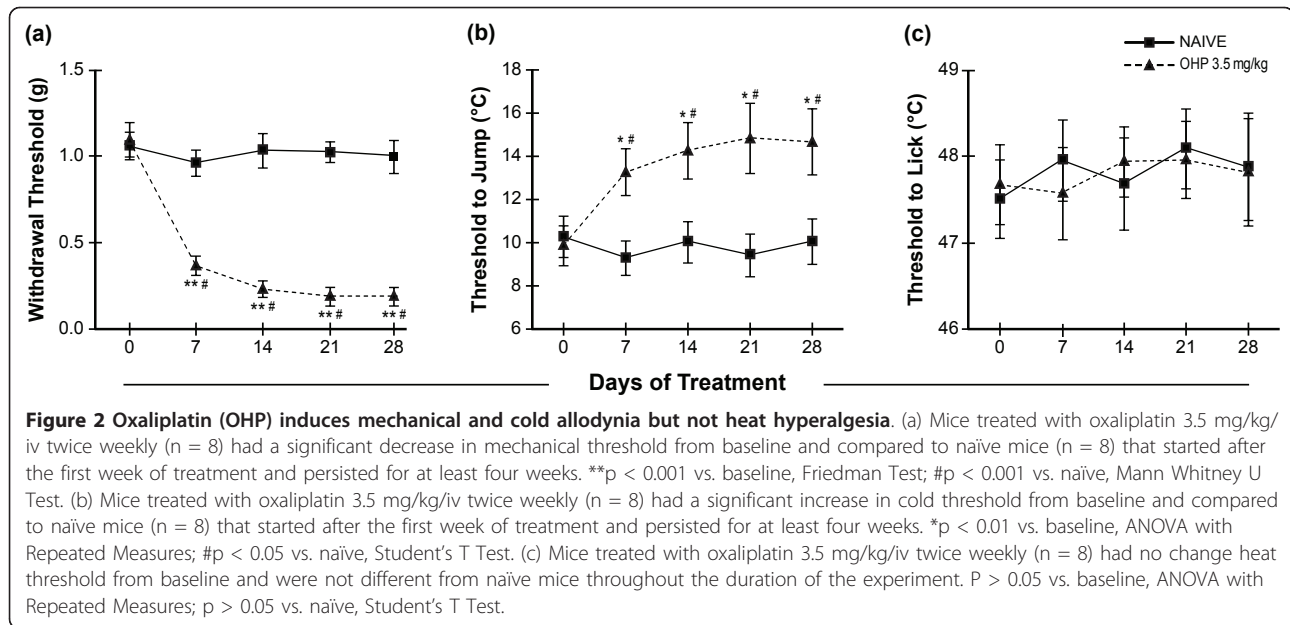 (a)
Withdrawal Threshold (g)
1.5
1.0
0.5
0.0
** #
** #
** #
** #
0
7
14
21
28
(b)
Threshold to Jump (°C)
18
16
14
12
10
8
6
* #
* #
* #
* #
0
7
14
21
28
(c)
NAIVE
OHP 3.5 mg/kg
Threshold to Lick (°C)
49
48
47
46
0
7
14
21
28
Days of Treatment
Figure 2 Oxaliplatin (OHP) induces mechanical and cold allodynia but not heat hyperalgesia. (a) Mice treated with oxaliplatin 3.5 mg/kg/
iv twice weekly (n = 8) had a significant decrease in mechanical threshold from baseline and compared to naïve mice (n = 8) that started after
the first week of treatment and persisted for at least four weeks. **p < 0.001 vs. baseline, Friedman Test; #p < 0.001 vs. naïve, Mann Whitney U
Test. (b) Mice treated with oxaliplatin 3.5 mg/kg/iv twice weekly (n = 8) had a significant increase in cold threshold from baseline and compared
to naïve mice (n = 8) that started after the first week of treatment and persisted for at least four weeks. *p < 0.01 vs. baseline, ANOVA with
Repeated Measures; #p < 0.05 vs. naïve, Student's T Test. (c) Mice treated with oxaliplatin 3.5 mg/kg/iv twice weekly (n = 8) had no change heat
threshold from baseline and were not different from naïve mice throughout the duration of the experiment. P > 0.05 vs. baseline, ANOVA with
Repeated Measures; p > 0.05 vs. naïve, Student's T Test.